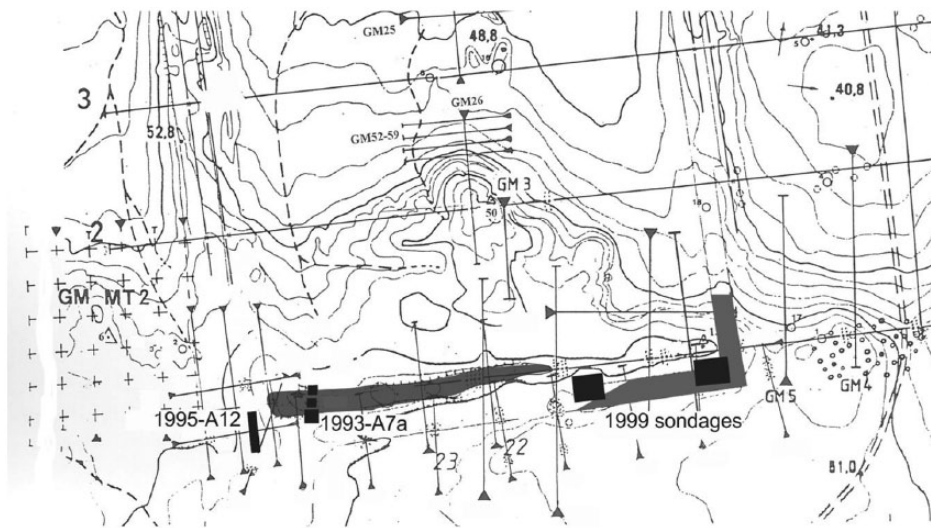 GM25
48,8
41,3
3
GM26
40,8
52,8
GM52-59
GM 3
50
2
GM MT2
1995-A12
1993-A7a
1999 sondages
GM5
GM4
23
22
51,0